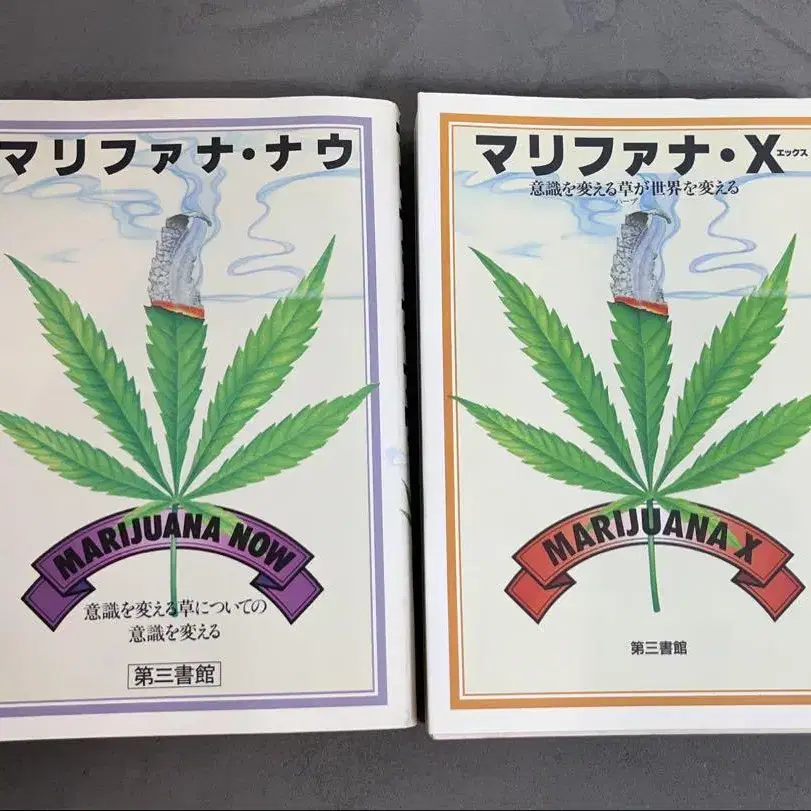 マリファナ・ナウ
MARIJUANA NOW
意識を変える草についての
意識を変える
第三書館
マリファナ・X
エックス
意識を変える草が世界を変える
ハーブ
MARIJUANA X
第三書館